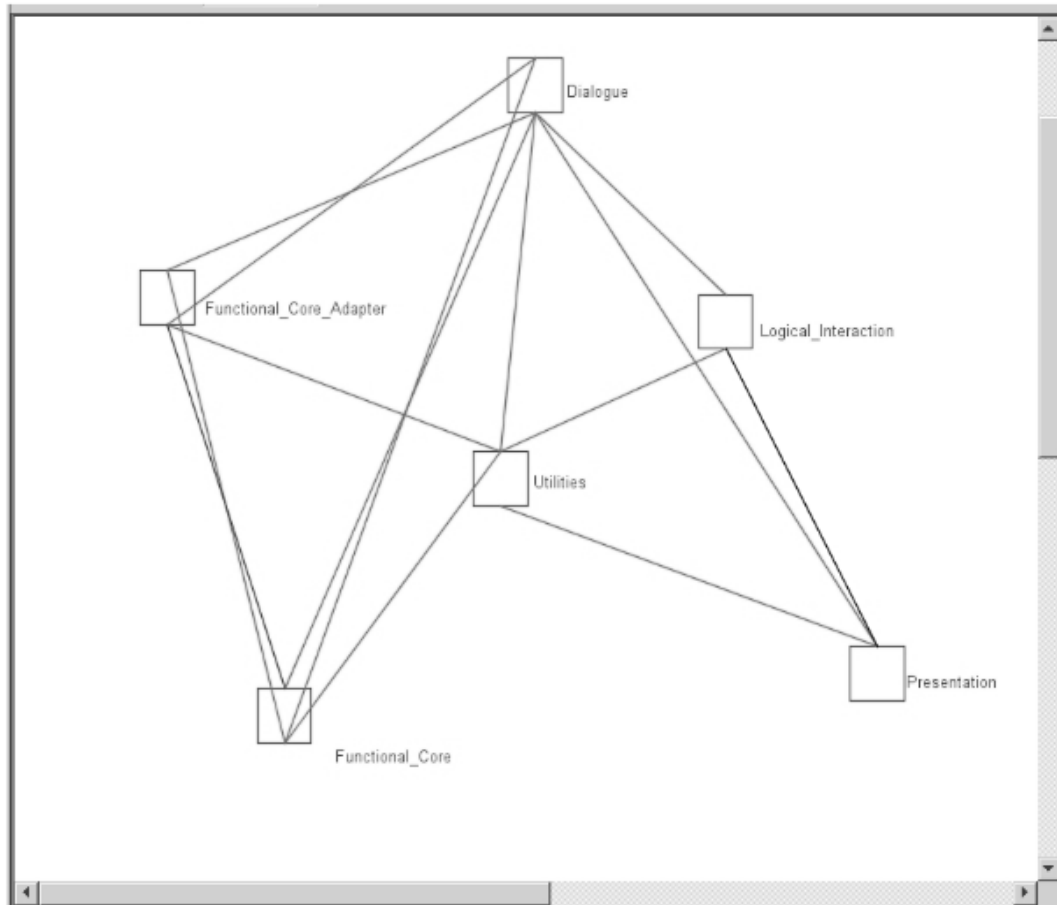 Dialogue
Functional_Core_Adapter
Logical_Interaction
Utilities
Presentation
Functional_Core